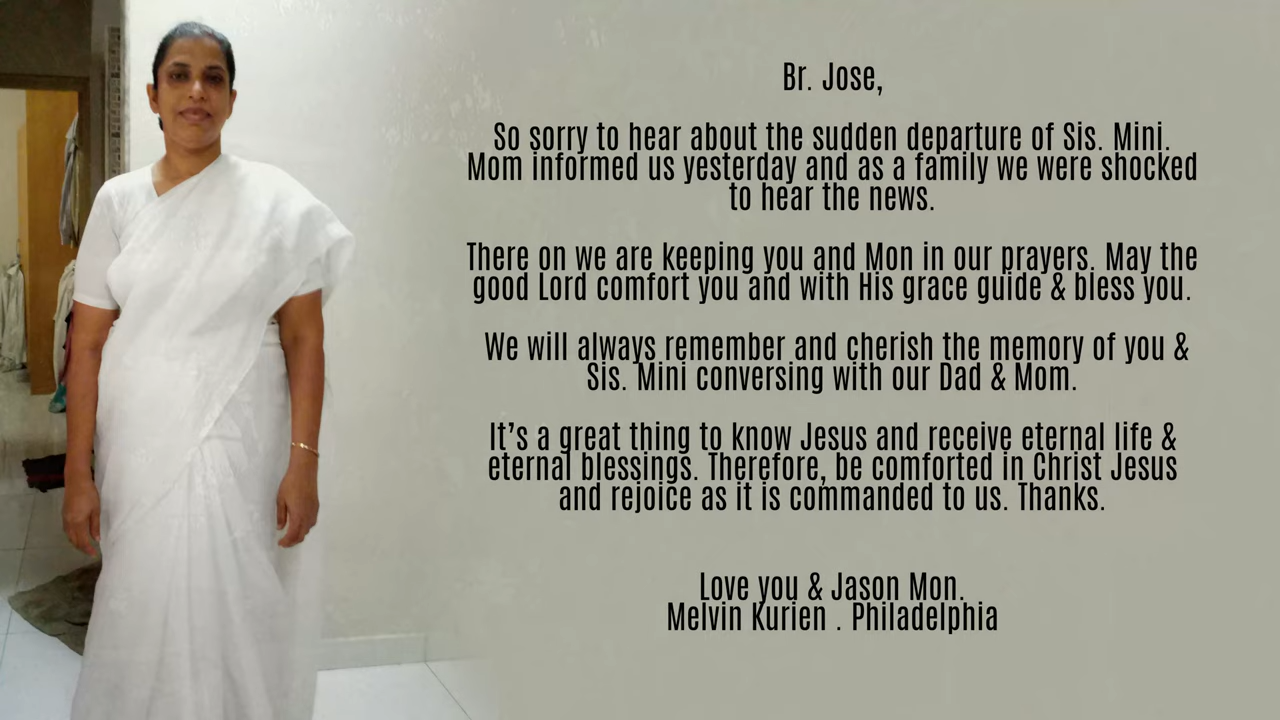 Br. Jose,
So sorry to hear about the sudden departure of Sis. Mini.
Mom informed us yesterday and as a family we were shocked
to hear the news.
There on we are keeping you and Mon in our prayers. May the
good Lord comfort you and with His grace guide & bless you.
We will always remember and cherish the memory of you &
Sis. Mini conversing with our Dad & Mom.
It's a great thing to know Jesus and receive eternal life &
eternal blessings. Therefore, be comforted in Christ Jesus
and rejoice as it is commanded to us. Thanks.
Love you & Jason Mon.
Melvin Kurien . Philadelphia